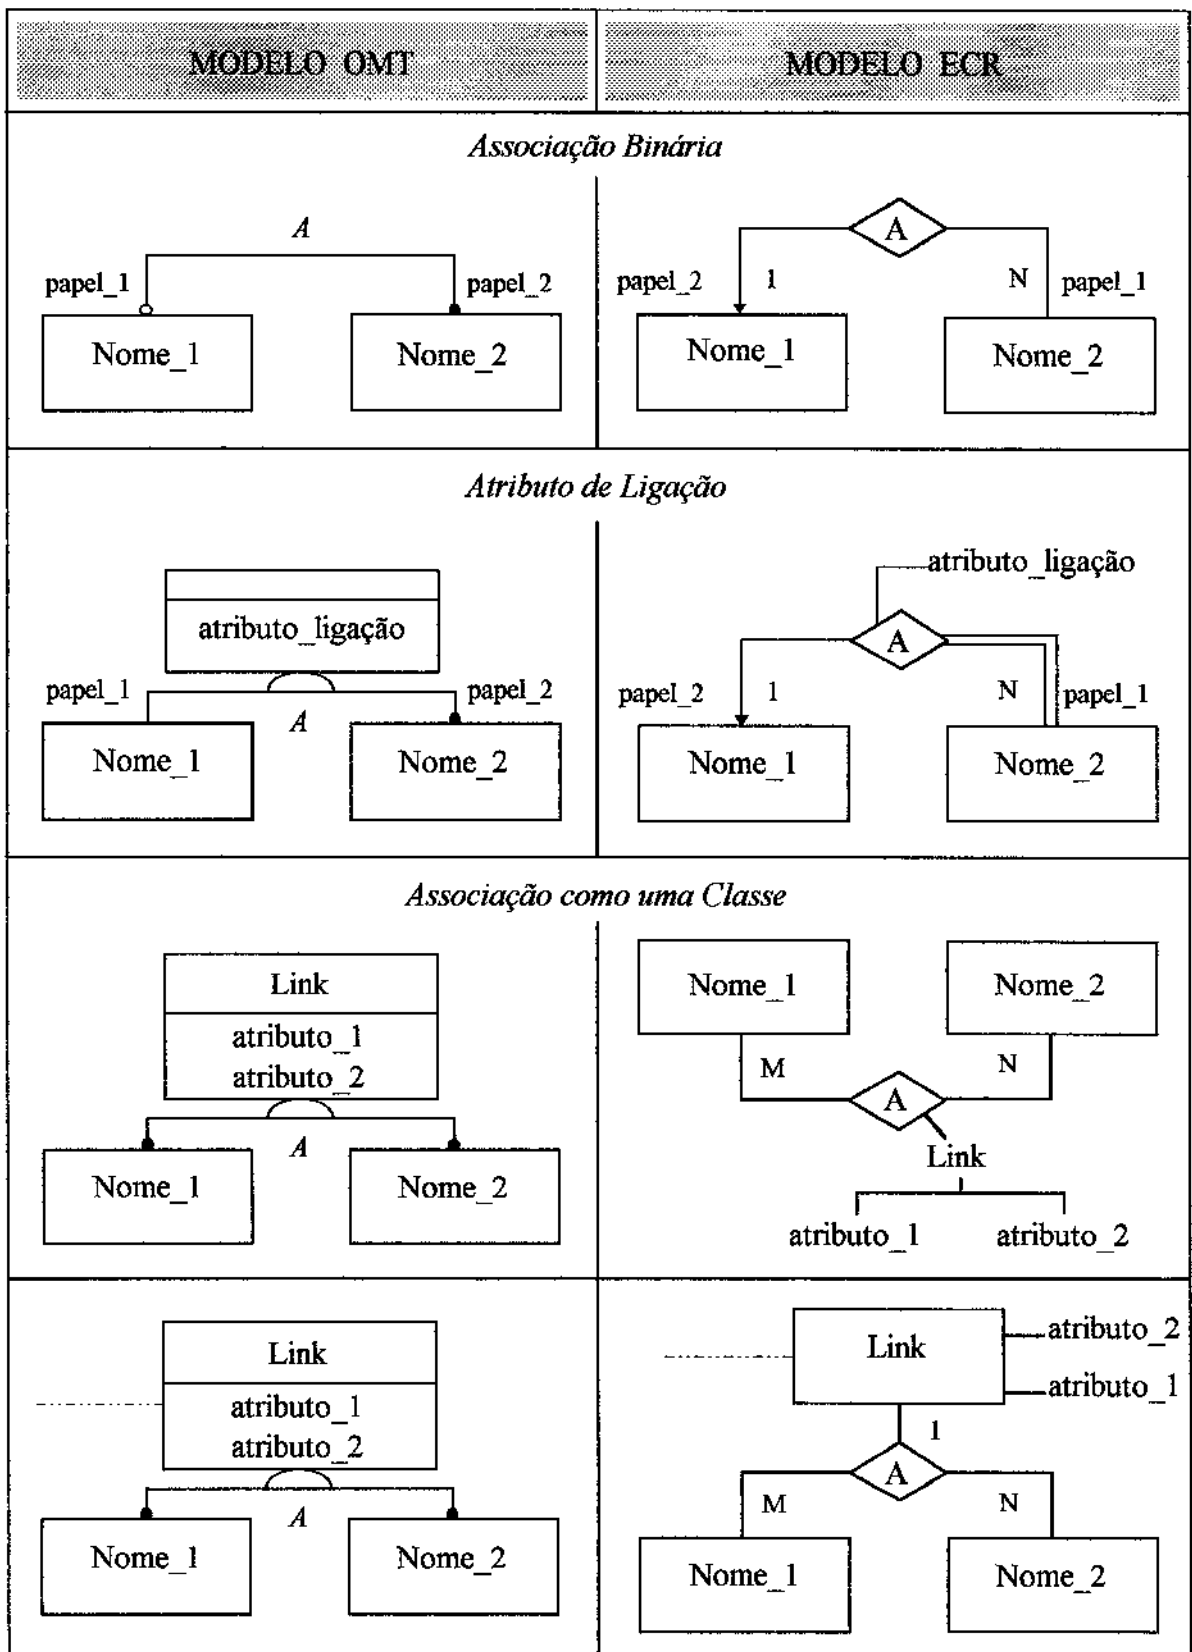 MODELO OMT
MODELO ECR
Associação Binária
A
papel_1
papel_2
Nome_1
Nome_2
A
papel_2
1
N
papel_1
Nome_1
Nome_2
Atributo de Ligação
atributo_ligação
papel_1
A
papel_2
Nome_1
Nome_2
atributo_ligação
A
papel_2
1
N
papel_1
Nome_1
Nome_2
Associação como uma Classe
Link
atributo_1
atributo_2
A
Nome_1
Nome_2
Nome_1
Nome_2
M
N
A
Link
atributo_1
atributo_2
Link
atributo_1
atributo_2
A
Nome_1
Nome_2
Link
atributo_2
atributo_1
1
A
M
N
Nome_1
Nome_2